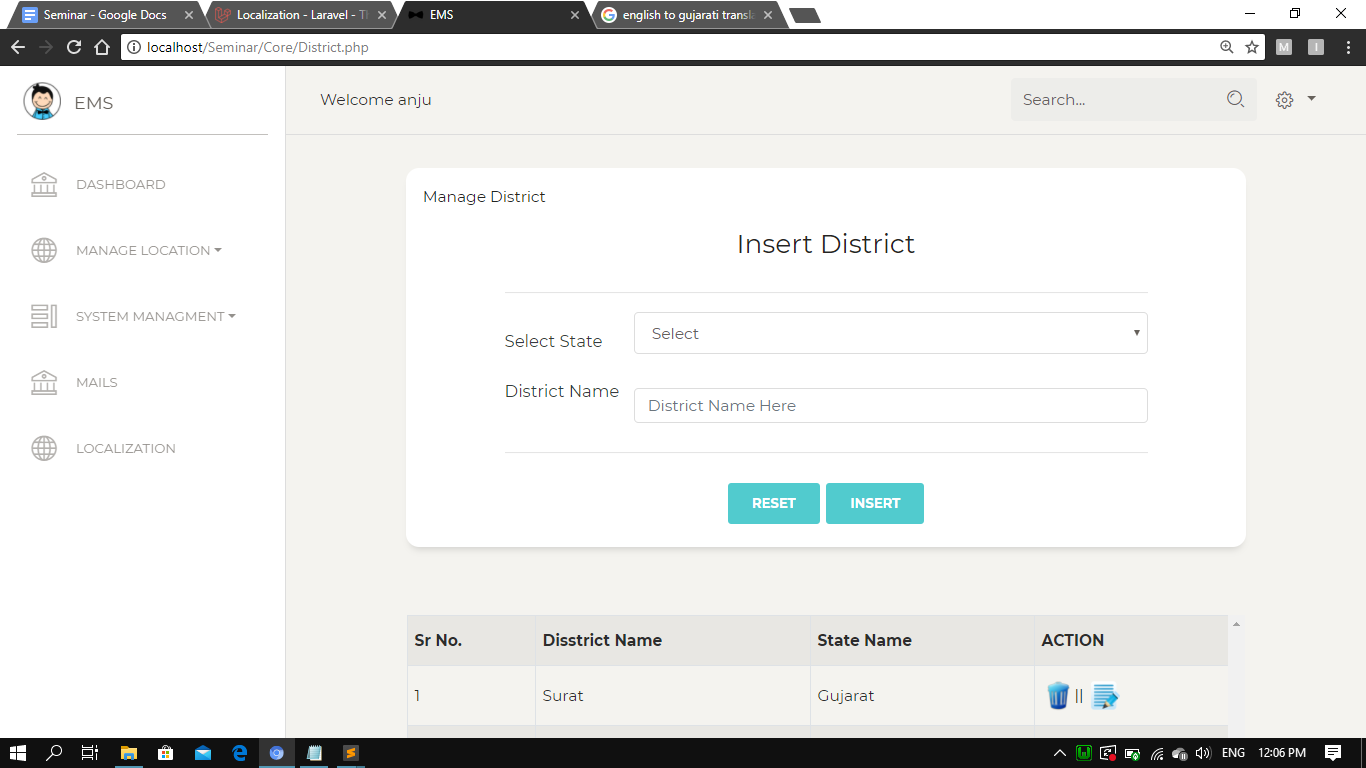 Seminar - Google Docs
Localization - Laravel - Th
EMS
english to gujarati transla
localhost/Seminar/Core/District.php
M
I
EMS
Welcome anju
Search...
DASHBOARD
MANAGE LOCATION
SYSTEM MANAGMENT
MAILS
LOCALIZATION
Manage District
Insert District
Select State
Select
District Name
District Name Here
RESET
INSERT
Sr No. Disstrict Name State Name ACTION
1 Surat Gujarat ||
ENG
12:06 PM